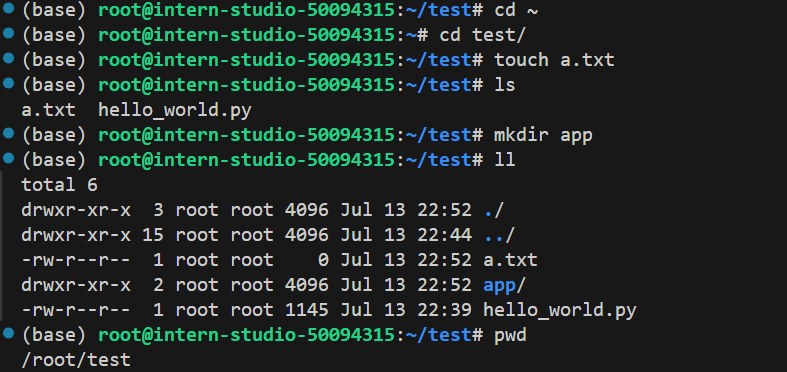 (base) root@intern-studio-50094315:~/test# cd ~
(base) root@intern-studio-50094315:~# cd test/
(base) root@intern-studio-50094315:~/test# touch a.txt
(base) root@intern-studio-50094315:~/test# ls
a.txt  hello_world.py
(base) root@intern-studio-50094315:~/test# mkdir app
(base) root@intern-studio-50094315:~/test# ll
total 6
drwxr-xr-x  3 root root 4096 Jul 13 22:52 ./
drwxr-xr-x 15 root root 4096 Jul 13 22:44 ../
-rw-r--r--  1 root root    0 Jul 13 22:52 a.txt
drwxr-xr-x  2 root root 4096 Jul 13 22:52 app/
-rw-r--r--  1 root root 1145 Jul 13 22:39 hello_world.py
(base) root@intern-studio-50094315:~/test# pwd
/root/test